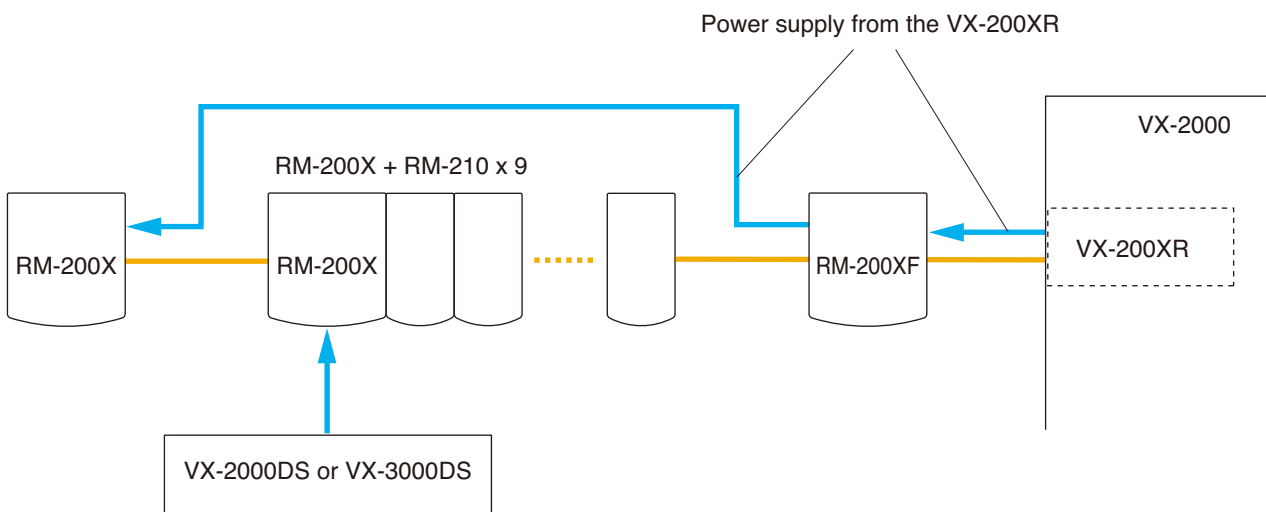 Power supply from the VX-200XR
VX-2000
RM-200X + RM-210 x 9
RM-200X
RM-200X
RM-200XF
VX-200XR
VX-2000DS or VX-3000DS